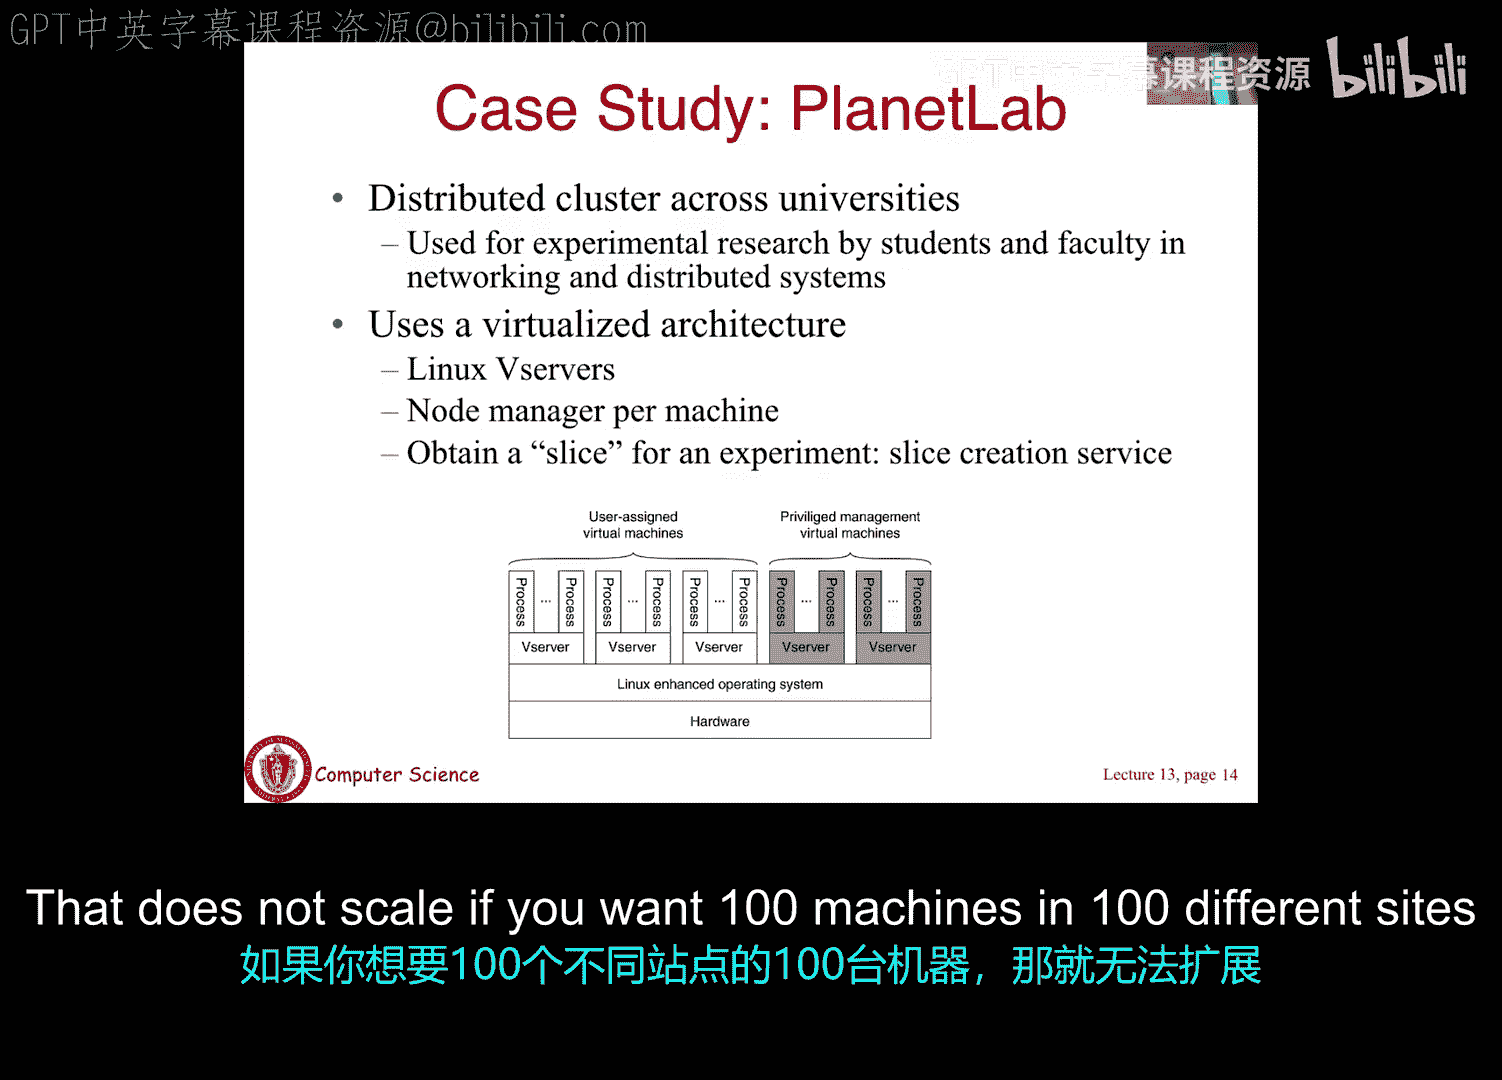 GPT中英字幕课程资源@bilibili.com
课程资源 bilibili
Case Study: PlanetLab
• Distributed cluster across universities
– Used for experimental research by students and faculty in
networking and distributed systems
• Uses a virtualized architecture
– Linux Vservers
– Node manager per machine
– Obtain a “slice” for an experiment: slice creation service
User-assigned
virtual machines
Priviliged management
virtual machines
Process ... Process Process ... Process Process ... Process Process ... Process Process ... Process
Vserver Vserver Vserver Vserver Vserver
Linux enhanced operating system
Hardware
Computer Science
Lecture 13, page 14
That does not scale if you want 100 machines in 100 different sites
如果你想要100个不同站点的100台机器，那就无法扩展